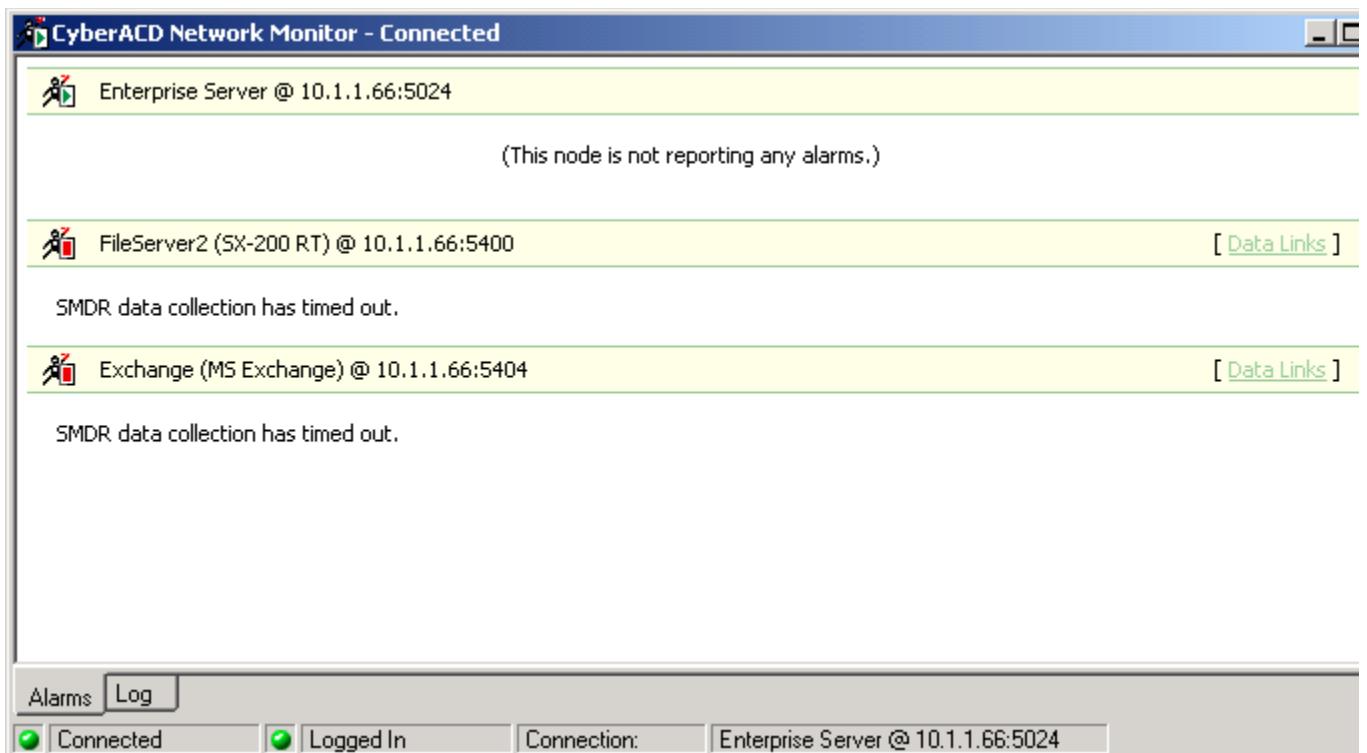 CyberACD Network Monitor - Connected
Enterprise Server @ 10.1.1.66:5024
(This node is not reporting any alarms.)
FileServer2 (SX-200 RT) @ 10.1.1.66:5400 [ Data Links ]
SMDR data collection has timed out.
Exchange (MS Exchange) @ 10.1.1.66:5404 [ Data Links ]
SMDR data collection has timed out.
Alarms Log
Connected Logged In Connection: Enterprise Server @ 10.1.1.66:5024